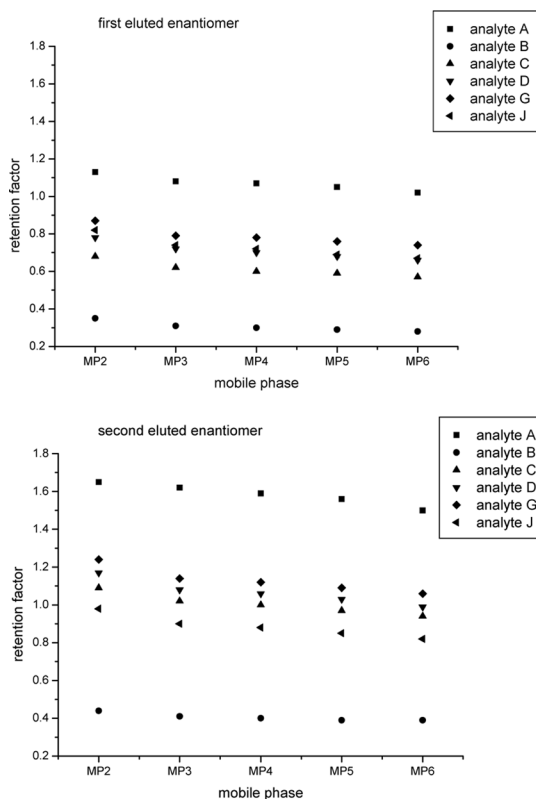 first eluted enantiomer
analyte A
analyte B
analyte C
analyte D
analyte G
analyte J
1.8
1.6
1.4
1.2
1.0
0.8
0.6
0.4
0.2
retention factor
MP2 MP3 MP4 MP5 MP6
mobile phase
second eluted enantiomer
analyte A
analyte B
analyte C
analyte D
analyte G
analyte J
1.8
1.6
1.4
1.2
1.0
0.8
0.6
0.4
0.2
retention factor
MP2 MP3 MP4 MP5 MP6
mobile phase